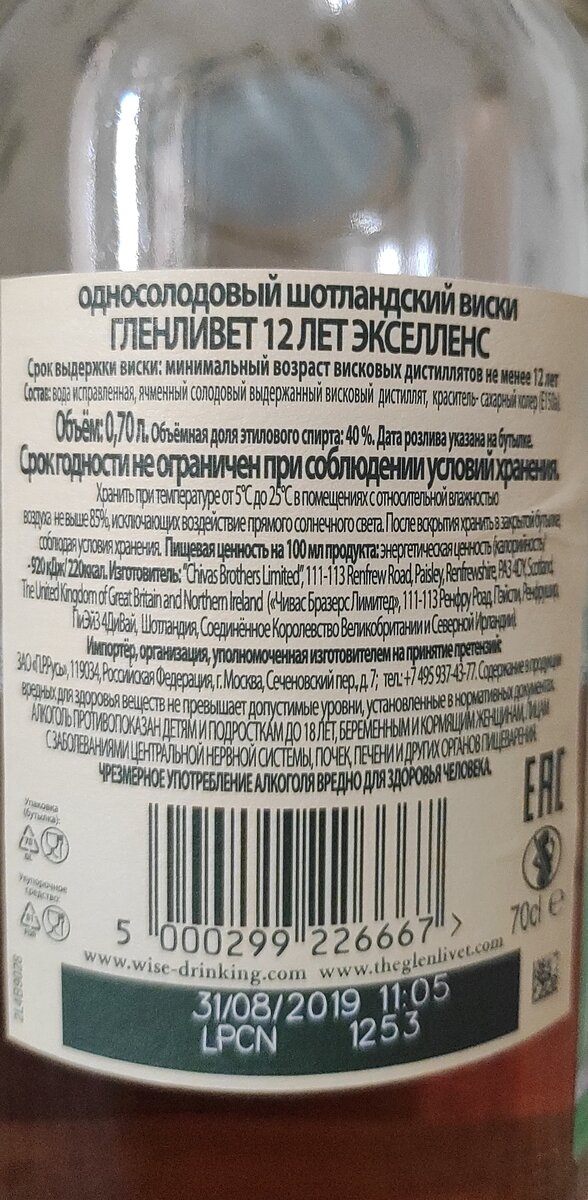 односолодовый шотландский виски
ГЛЕНЛИВЕТ 12 ЛЕТ ЭКСЕЛЛЕНС
Срок выдержки виски: минимальный возраст висковых дистиллятов не менее 12 лет
Состав: вода исправленная, ячменный солодовый выдержанный висковый дистиллят, краситель- сахарный колер (E150a).
Объём: 0,70 л. Объёмная доля этилового спирта: 40 %. Дата розлива указана на бутылке.
Срок годности не ограничен при соблюдении условий хранения.
Хранить при температуре от 5°C до 25°C в помещениях с относительной влажностью
воздуха не выше 85%, исключающих воздействие прямого солнечного света. После вскрытия хранить в закрытой бутылке,
соблюдая условия хранения. Пищевая ценность на 100 мл продукта: энергетическая ценность (калорийность)
- 920 кДж/ 220ккал. Изготовитель: "Chivas Brothers Limited", 111-113 Renfrew Road, Paisley, Renfrewshire, PA3 4DY, Scotland,
The United Kingdom of Great Britain and Northern Ireland («Чивас Бразерс Лимитед», 111-113 Ренфру Роад, Пэйсли, Ренфрушир,
ПиЭй3 4ДиВай, Шотландия, Соединённое Королевство Великобритании и Северной Ирландии).
Импортёр, организация, уполномоченная изготовителем на принятие претензий:
ЗАО «П.Р.Русь», 119034, Российская Федерация, г. Москва, Сеченовский пер., д. 7; тел.: +7 495 937-43-77. Содержание в продукции
вредных для здоровья веществ не превышает допустимые уровни, установленные в нормативных документах.
АЛКОГОЛЬ ПРОТИВОПОКАЗАН ДЕТЯМ И ПОДРОСТКАМ ДО 18 ЛЕТ, БЕРЕМЕННЫМ И КОРМЯЩИМ ЖЕНЩИНАМ, ЛИЦАМ
С ЗАБОЛЕВАНИЯМИ ЦЕНТРАЛЬНОЙ НЕРВНОЙ СИСТЕМЫ, ПОЧЕК, ПЕЧЕНИ И ДРУГИХ ОРГАНОВ ПИЩЕВАРЕНИЯ.
ЧРЕЗМЕРНОЕ УПОТРЕБЛЕНИЕ АЛКОГОЛЯ ВРЕДНО ДЛЯ ЗДОРОВЬЯ ЧЕЛОВЕКА.
EAC
Упаковка
(бутылка):
Укупорочное
средство:
70cl e
5 000299 226667 >
www.wise-drinking.com www.theglenlivet.com
31/08/2019 11:05
LPCN 1253